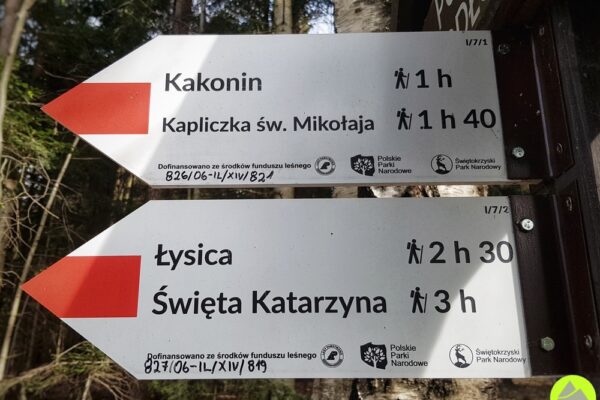 1/7/1
Kakonin 1 h
Kapliczka św. Mikołaja 1 h 40
Dofinansowano ze środków funduszu leśnego
Polskie Parki Narodowe
Świętokrzyski Park Narodowy
826/06-IL/XIV/821
1/7/2
Łysica 2 h 30
Święta Katarzyna 3 h
Dofinansowano ze środków funduszu leśnego
Polskie Parki Narodowe
Świętokrzyski Park Narodowy
827/06-IL/XIV/819